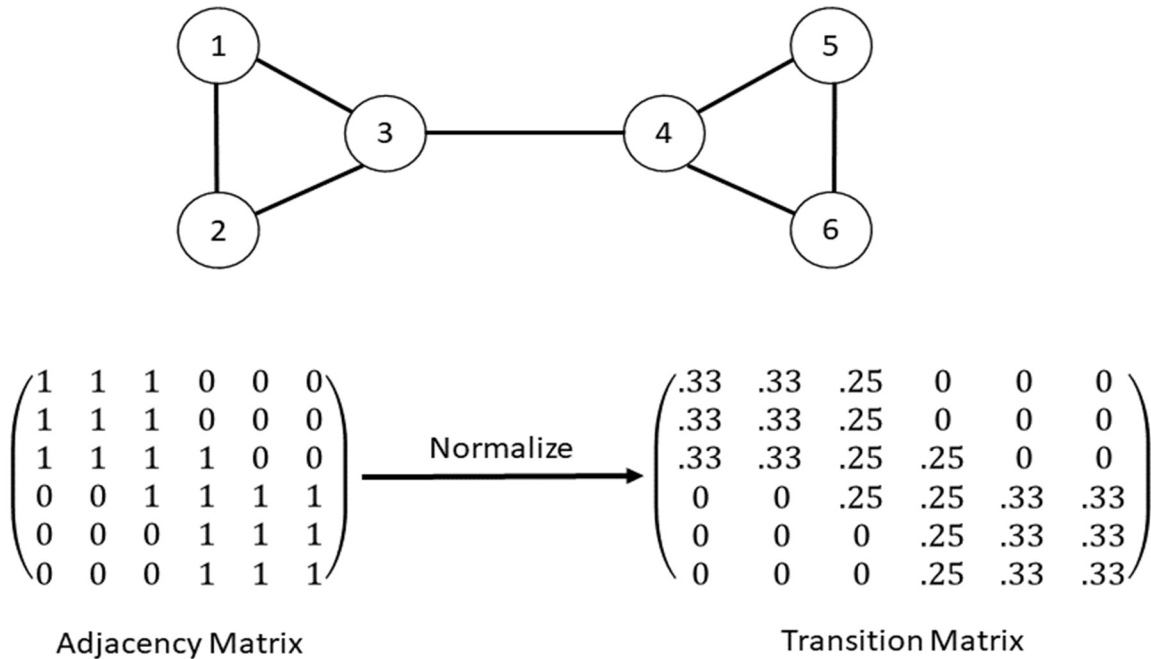 1
5
3
4
2
6
1 1 1 0 0 0
1 1 1 0 0 0
1 1 1 1 0 0
0 0 1 1 1 1
0 0 0 1 1 1
0 0 0 1 1 1
Normalize
.33 .33 .25 0 0 0
.33 .33 .25 0 0 0
.33 .33 .25 .25 0 0
0 0 .25 .25 .33 .33
0 0 0 .25 .33 .33
0 0 0 .25 .33 .33
Adjacency Matrix
Transition Matrix